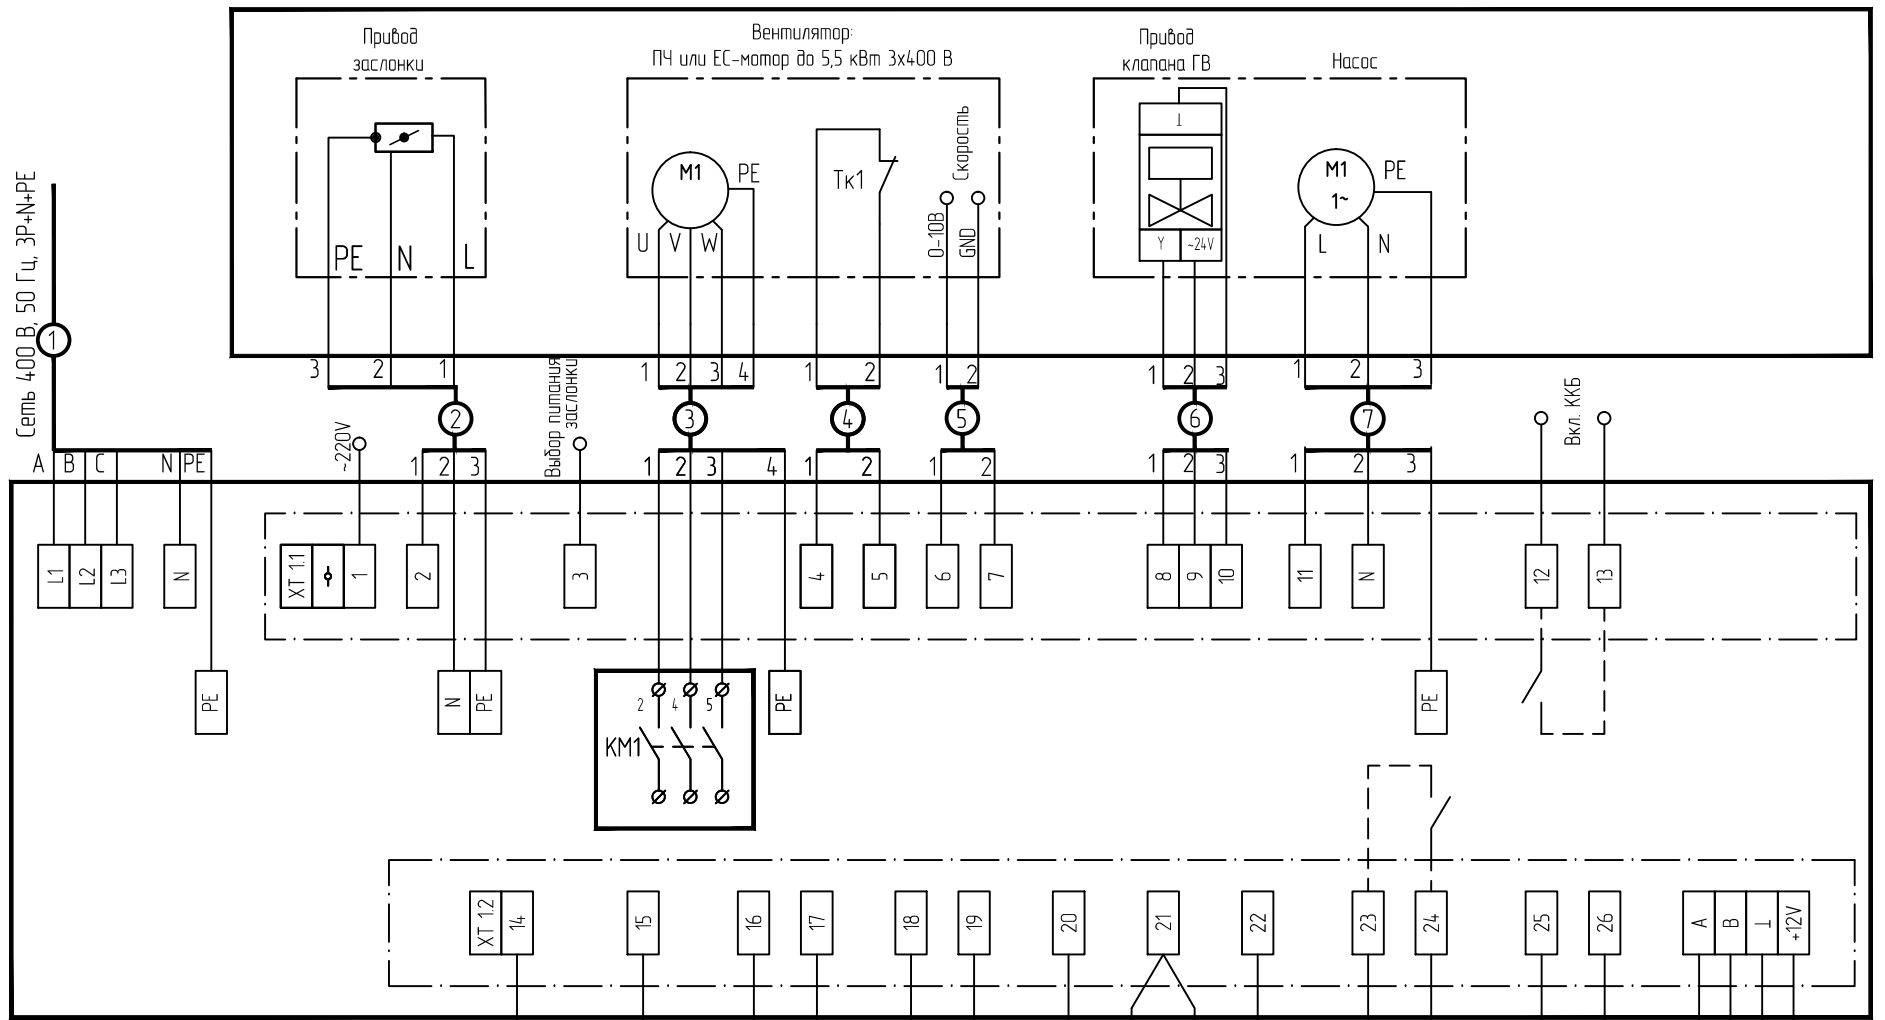 Привод
заслонки
Вентилятор:
ПЧ или ЕС-мотор до 5,5 кВт 3х400 В
Привод
клапана ГВ
Насос
Сеть 400 В, 50 Гц, 3P+N+PE
1
PE
N
L
M1
PE
U
V
W
Тк1
Скорость
0-10В
GND
⊥
Y
~24V
M1
1~
PE
L
N
3
2
1
1
2
3
4
1
2
1
2
1
2
3
1
2
3
2
3
4
5
6
7
~220V
Выбор питания
заслонки
Вкл. ККБ
A
B
C
N
PE
1
2
3
1
2
3
4
1
2
1
2
1
2
3
1
2
3
L1
L2
L3
N
XT 1.1
1
2
3
4
5
6
7
8
9
10
11
N
12
13
PE
N
PE
PE
PE
2
4
5
КМ1
XT 1.2
14
15
16
17
18
19
20
21
22
23
24
25
26
A
B
⊥
+12V